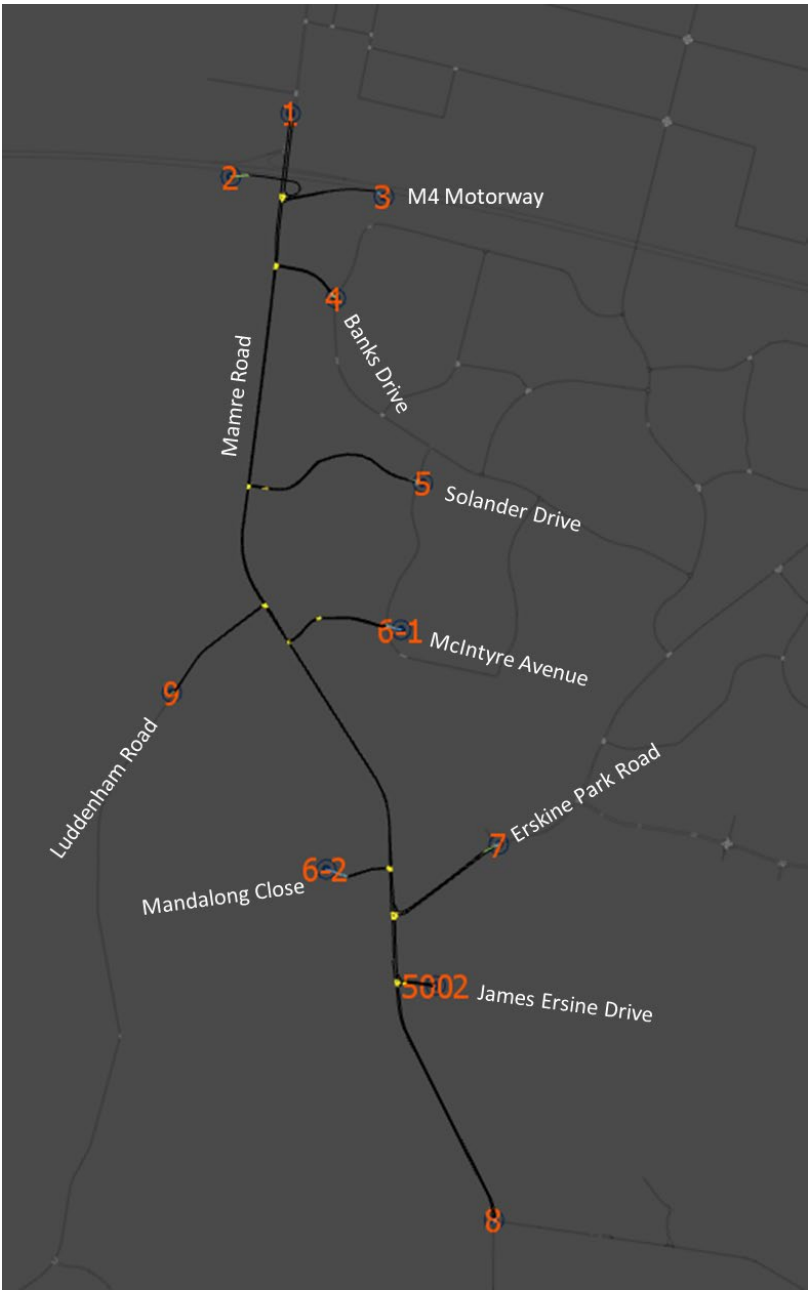 1
2
3
M4 Motorway
4
Banks Drive
Mamre Road
5
Solander Drive
6-1
McIntyre Avenue
9
Luddenham Road
7
Erskine Park Road
6-2
Mandalong Close
5002
James Ersine Drive
8